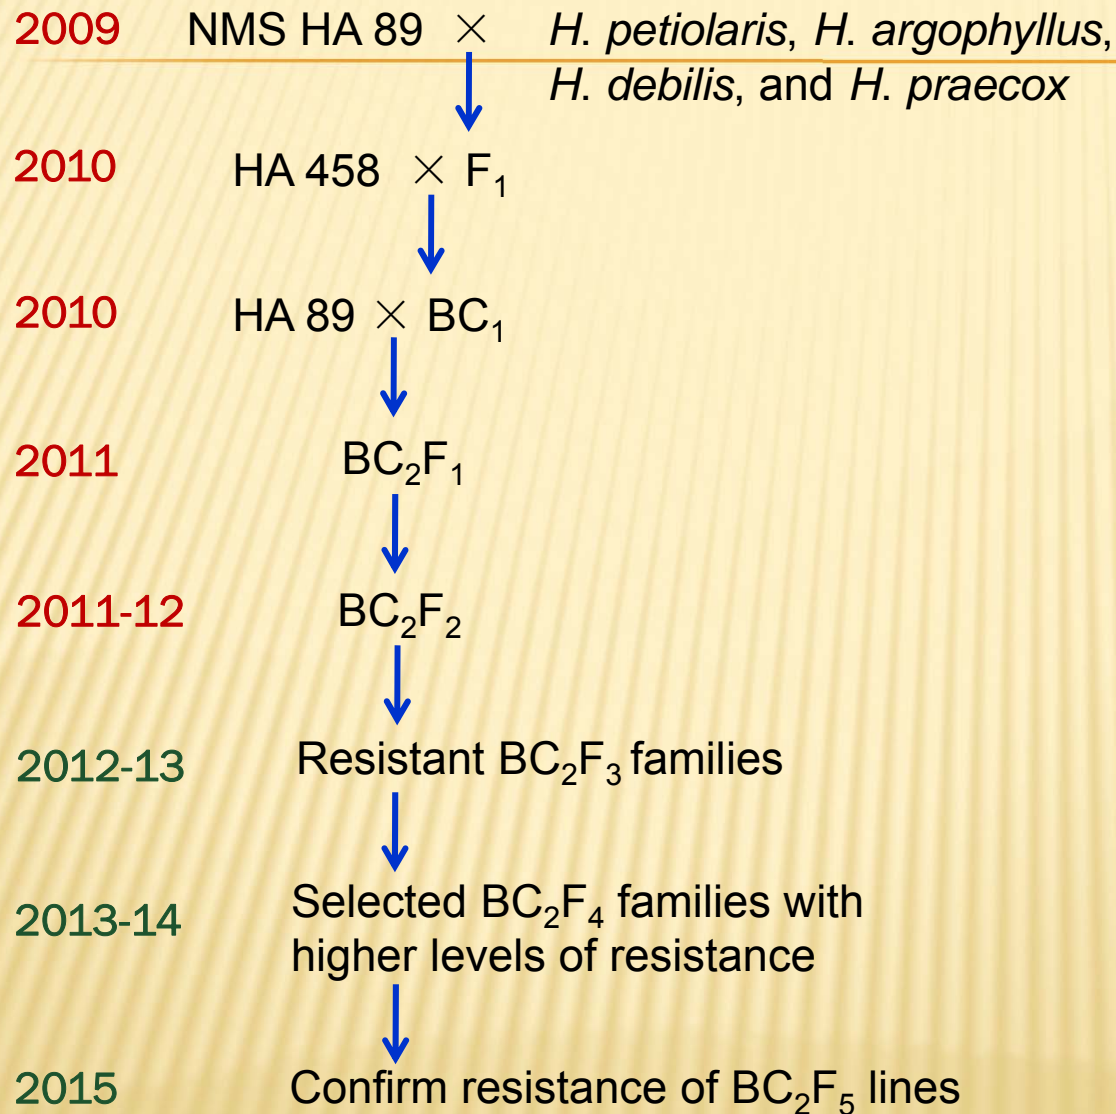 2009 NMS HA 89 × H. petiolaris, H. argophyllus,
H. debilis, and H. praecox
2010 HA 458 × F₁
2010 HA 89 × BC₁
2011 BC₂F₁
2011-12 BC₂F₂
2012-13 Resistant BC₂F₃ families
2013-14 Selected BC₂F₄ families with
higher levels of resistance
2015 Confirm resistance of BC₂F₅ lines